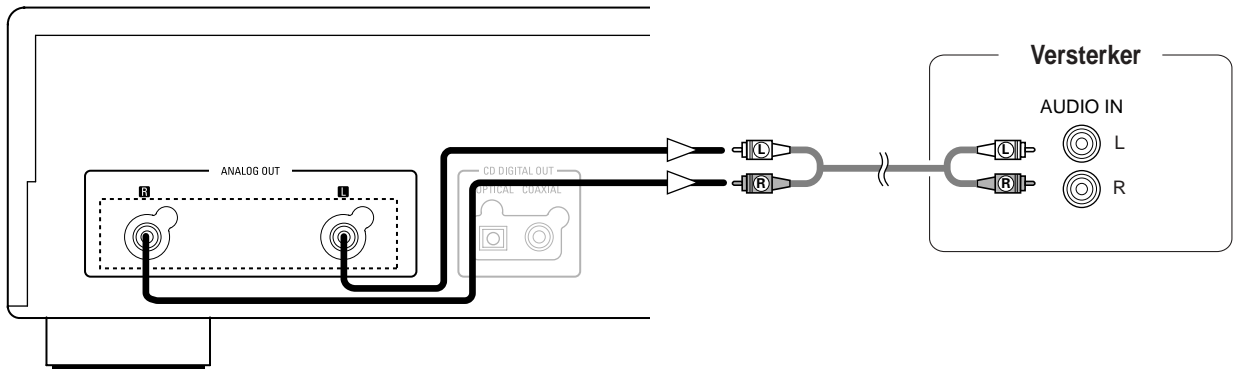 Versterker
AUDIO IN
L
R
ANALOG OUT
R
L
CD DIGITAL OUT
OPTICAL COAXIAL
L
R
L
R